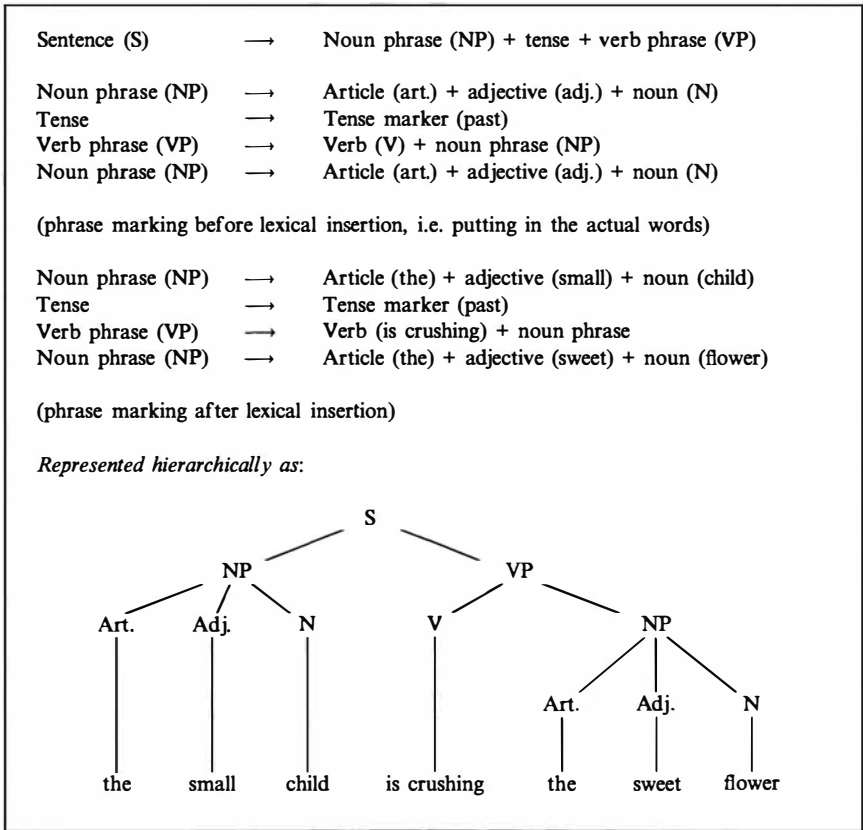 Sentence (S) → Noun phrase (NP) + tense + verb phrase (VP)
Noun phrase (NP) → Article (art.) + adjective (adj.) + noun (N)
Tense → Tense marker (past)
Verb phrase (VP) → Verb (V) + noun phrase (NP)
Noun phrase (NP) → Article (art.) + adjective (adj.) + noun (N)
(phrase marking before lexical insertion, i.e. putting in the actual words)
Noun phrase (NP) → Article (the) + adjective (small) + noun (child)
Tense → Tense marker (past)
Verb phrase (VP) → Verb (is crushing) + noun phrase
Noun phrase (NP) → Article (the) + adjective (sweet) + noun (flower)
(phrase marking after lexical insertion)
Represented hierarchically as:
S
NP VP
Art. Adj. N V NP
Art. Adj. N
the small child is crushing the sweet flower